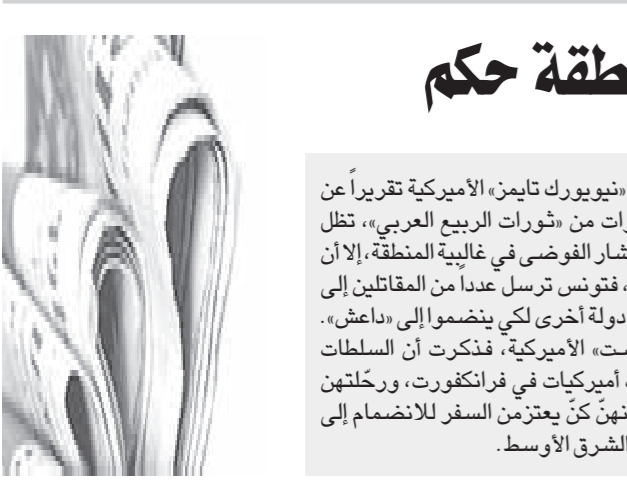 طقة حكم
«نيويورك تايمز» الأميركية تقريراً عن
رات من «ثورات الربيع العربي»، تظل
شار الفوضى في غالبية المنطقة، إلا أن
، فتونس ترسل عدداً من المقاتلين إلى
دولة أخرى لكي ينضموا إلى «داعش».
ست» الأميركية، فذكرت أن السلطات
أميركيات في فرانكفورت، ورحّلتهن
نهنّ كنّ يعتزمن السفر للانضمام إلى
الشرق الأوسط.